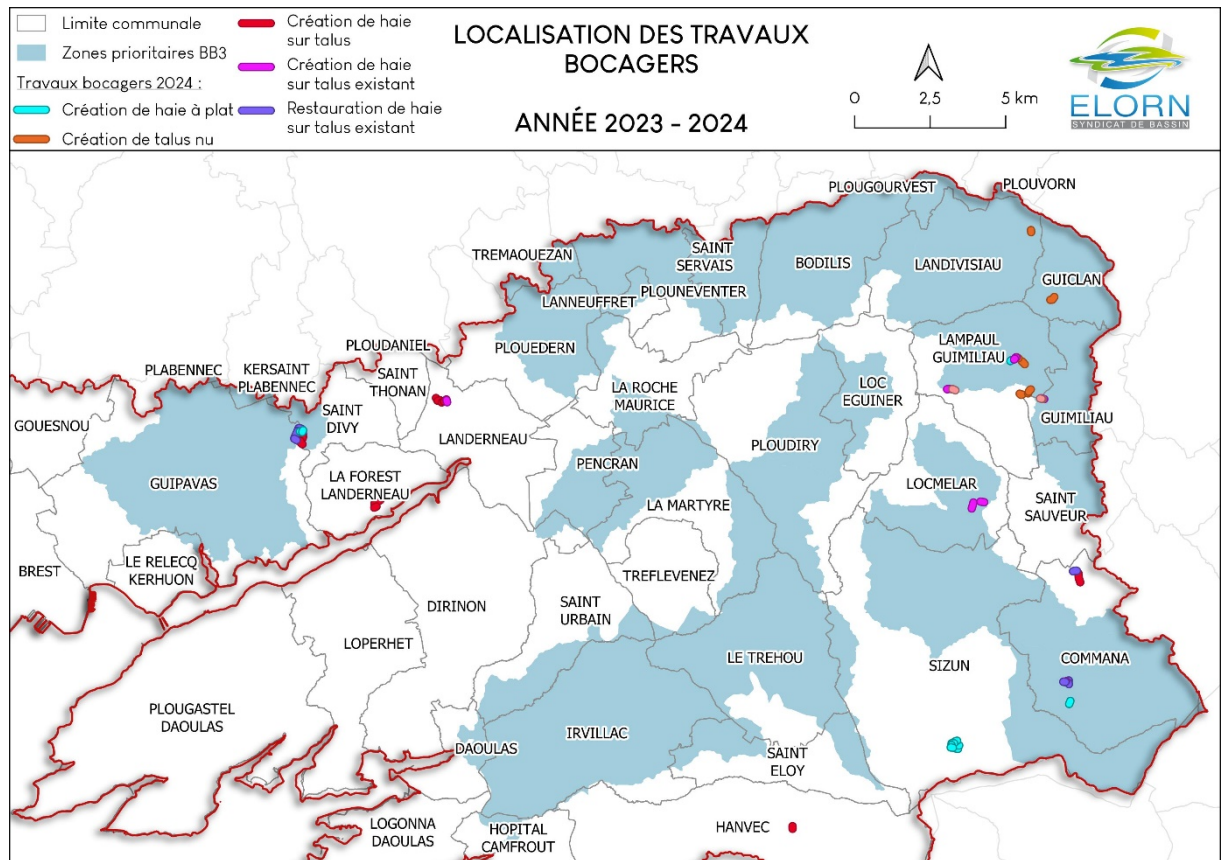 Limite communale
Zones prioritaires BB3
Travaux bocagers 2024 :
Création de haie à plat
Création de talus nu
Création de haie
sur talus
Création de haie
sur talus existant
Restauration de haie
sur talus existant
LOCALISATION DES TRAVAUX
BOCAGERS
ANNÉE 2023 - 2024
0 2,5 5 km
ELORN
SYNDICAT DE BASSIN
PLOUGOURVEST
PLOUVORN
TREMAOUEZAN
SAINT
SERVAIS
BODILIS
LANDIVISIAU
GUICLAN
LANNEUFFRET
PLOUNEVENTER
PLOUEDERN
LAMPAUL
GUIMILIAU
PLOUDANIEL
PLABENNEC
KERSAINT
PLABENNEC
SAINT
THONAN
LA ROCHE
MAURICE
LOC
EGUINER
GOUESNOU
SAINT
DIVY
LANDERNEAU
PLOUDIRY
GUIMILIAU
GUIPAVAS
LA FOREST
LANDERNEAU
PENCRAN
LA MARTYRE
LOCMELAR
SAINT
SAUVEUR
BREST
LE RELECQ
KERHUON
TREFLEVENEZ
DIRINON
SAINT
URBAIN
LOPERHET
LE TREHOU
SIZUN
COMMANA
PLOUGASTEL
DAOULAS
IRVILLAC
DAOULAS
SAINT
ELOY
LOGONNA
DAOULAS
HOPITAL
CAMFROUT
HANVEC